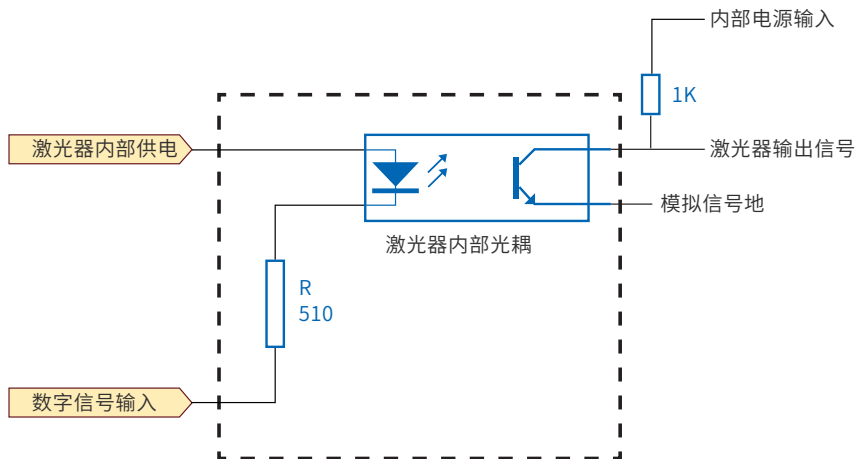 内部电源输入
1K
激光器内部供电
激光器输出信号
模拟信号地
激光器内部光耦
R
510
数字信号输入